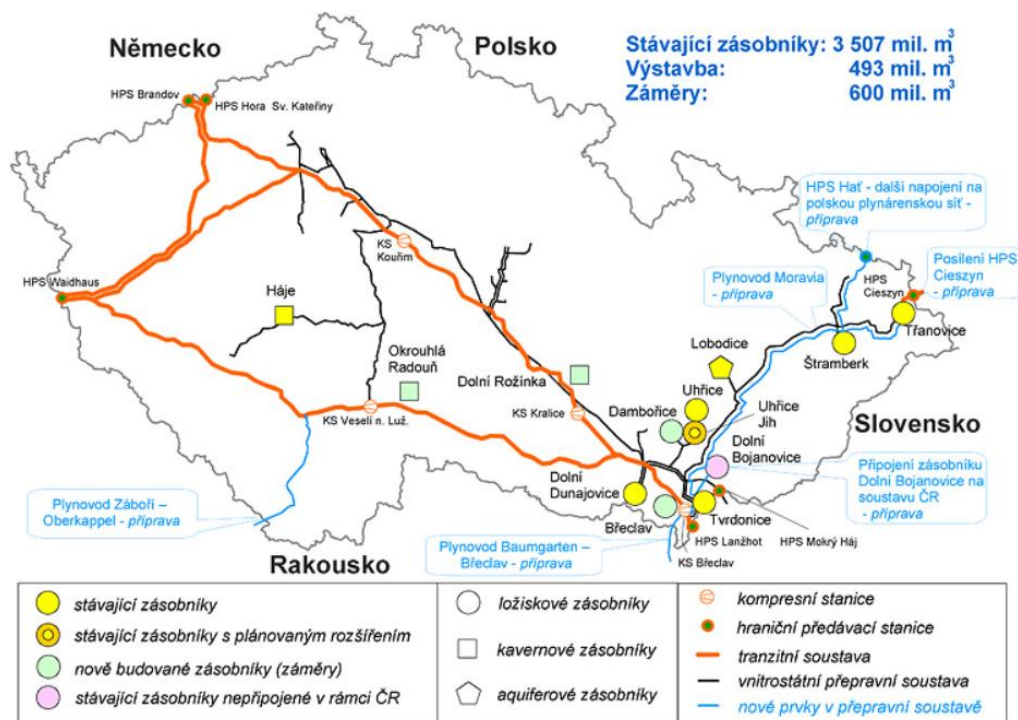 Německo
Polsko
Stávající zásobníky: 3 507 mil. m³
Výstavba: 493 mil. m³
Záměry: 600 mil. m³
HPS Brandov
HPS Hora Sv. Kateřiny
HPS Hať - další napojení na
polskou plynárenskou síť -
příprava
KS
Kouřim
HPS Waidhaus
Plynovod Moravia
- příprava
HPS
Cieszyn
Posílení HPS
Cieszyn
- příprava
Háje
Třanovice
Lobodice
Štramberk
Okrouhlá
Radouň
Dolní Rožínka
Uhřice
Dambořice
Uhřice
Jih
KS Kralice
KS Veselí n. Luž.
Slovensko
Dolní
Bojanovice
Dolní
Dunajovice
Připojení zásobníku
Dolní Bojanovice na
soustavu ČR
- příprava
Plynovod Záboří –
Oberkappel - příprava
Břeclav
Tvrdonice
HPS Lanžhot
HPS Mokrý Háj
Plynovod Baumgarten –
Břeclav - příprava
KS Břeclav
Rakousko
stávající zásobníky
stávající zásobníky s plánovaným rozšířením
nově budované zásobníky (záměry)
stávající zásobníky nepřipojené v rámci ČR
ložiskové zásobníky
kavernové zásobníky
aquiferové zásobníky
kompresní stanice
hraniční předávací stanice
tranzitní soustava
vnitrostátní přepravní soustava
nové prvky v přepravní soustavě